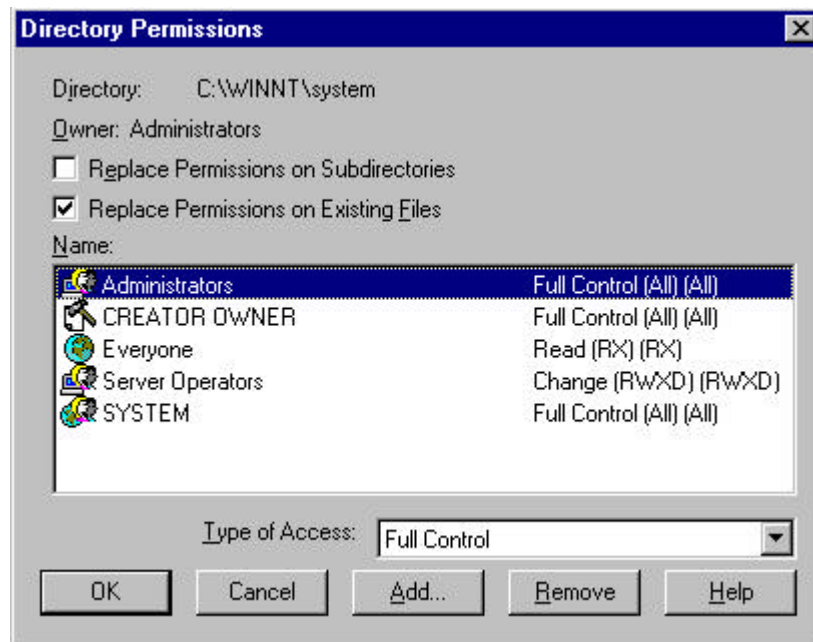 Directory Permissions
Directory: C:\WINNT\system
Owner: Administrators
Replace Permissions on Subdirectories
Replace Permissions on Existing Files
Name:
Administrators Full Control (All) (All)
CREATOR OWNER Full Control (All) (All)
Everyone Read (RX) (RX)
Server Operators Change (RWXD) (RWXD)
SYSTEM Full Control (All) (All)
Type of Access: Full Control
OK Cancel Add... Remove Help